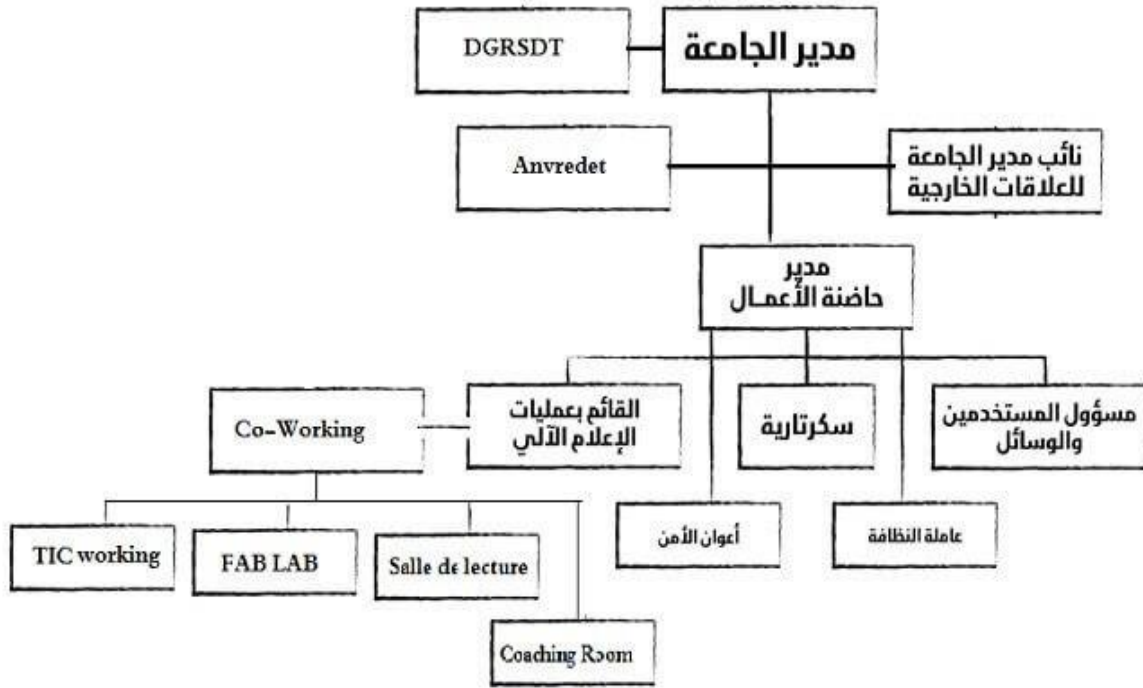 DGRSDT
مدير الجامعة
Anvredet
نائب مدير الجامعة
للعلاقات الخارجية
مدير
حاضنة الأعمـال
Co-Working
القائم بعمليات
الإعلام الآلي
سكرتارية
مسؤول المستخدمين
والوسائل
TIC working
FAB LAB
Salle de lecture
أعوان الأمن
عاملة النظافة
Coaching Room